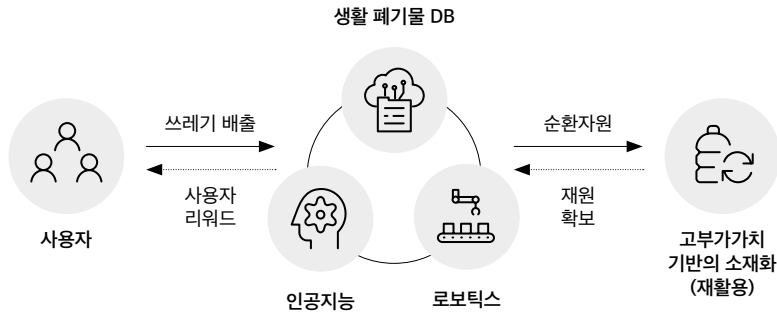 생활 폐기물 DB
쓰레기 배출
순환자원
사용자
리워드
재원
확보
사용자
고부가가치
기반의 소재화
(재활용)
인공지능
로보틱스